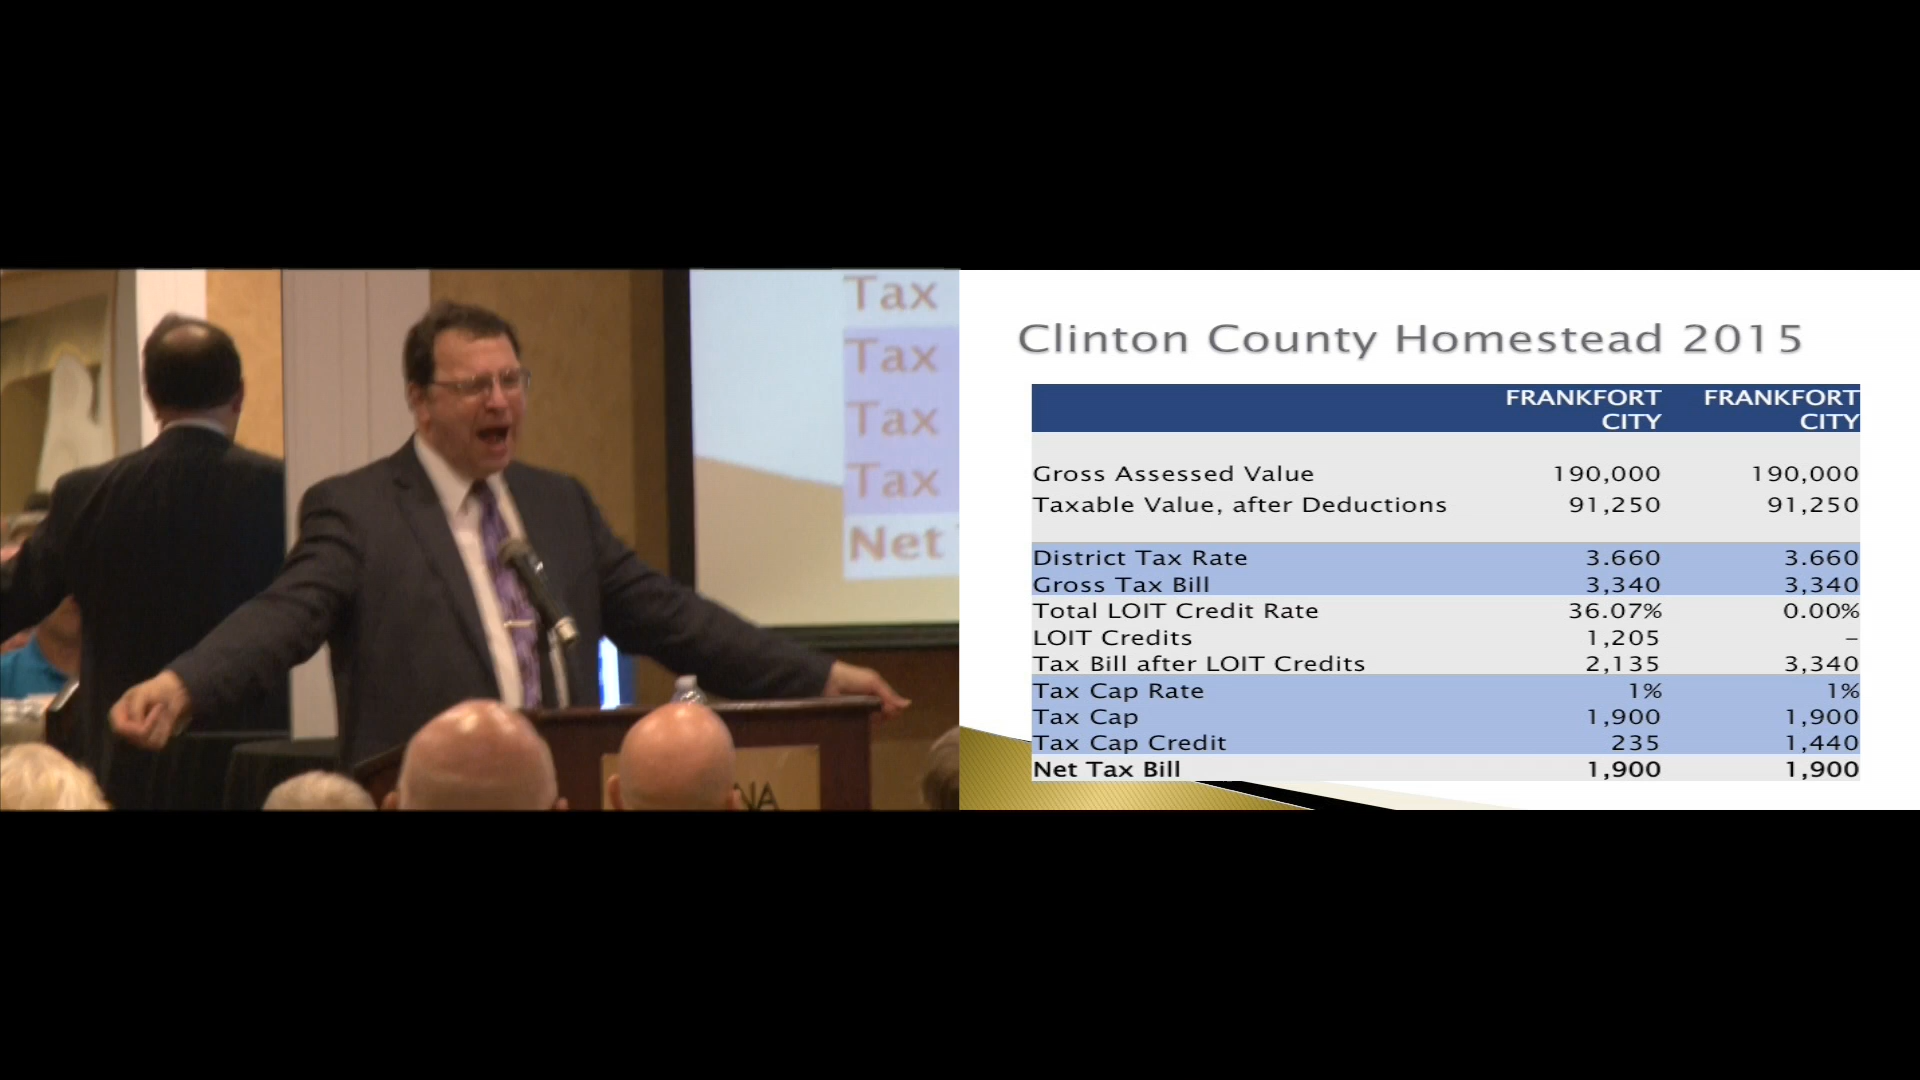 Tax
Tax
Tax
Tax
Net
NA
Clinton County Homestead 2015
FRANKFORT CITY FRANKFORT CITY
Gross Assessed Value 190,000 190,000
Taxable Value, after Deductions 91,250 91,250
District Tax Rate 3.660 3.660
Gross Tax Bill 3,340 3,340
Total LOIT Credit Rate 36.07% 0.00%
LOIT Credits 1,205 –
Tax Bill after LOIT Credits 2,135 3,340
Tax Cap Rate 1% 1%
Tax Cap 1,900 1,900
Tax Cap Credit 235 1,440
Net Tax Bill 1,900 1,900